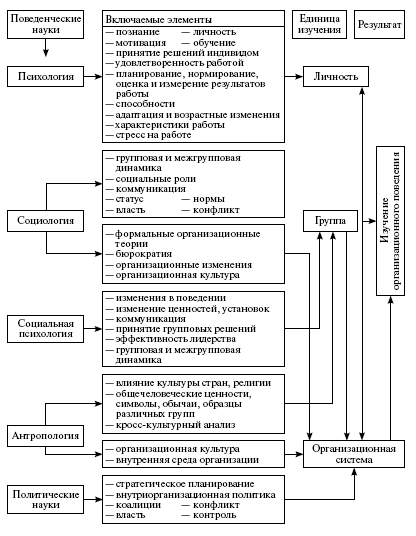 Поведенческие
науки
Включаемые элементы
Единица
изучения
Результат
Психология
— познание — личность
— мотивация — обучение
— принятие решений индивидом
— удовлетворенность работой
— планирование, нормирование,
оценка и измерение результатов
работы
— способности
— адаптация и возрастные изменения
— характеристики работы
— стресс на работе
Личность
Социология
— групповая и межгрупповая
динамика
— социальные роли
— коммуникация
— статус — нормы
— власть — конфликт
— формальные организационные
теории
— бюрократия
— организационные изменения
— организационная культура
Группа
Изучение
организационного поведения
Социальная
психология
— изменения в поведении
— изменение ценностей, установок
— коммуникация
— принятие групповых решений
— эффективность лидерства
— групповая и межгрупповая
динамика
Антропология
— влияние культуры стран, религии
— общечеловеческие ценности,
символы, обычаи, образцы
различных групп
— кросс-культурный анализ
— организационная культура
— внутренняя среда организации
Организационная
система
Политические
науки
— стратегическое планирование
— внутриорганизационная политика
— коалиции — конфликт
— власть — контроль